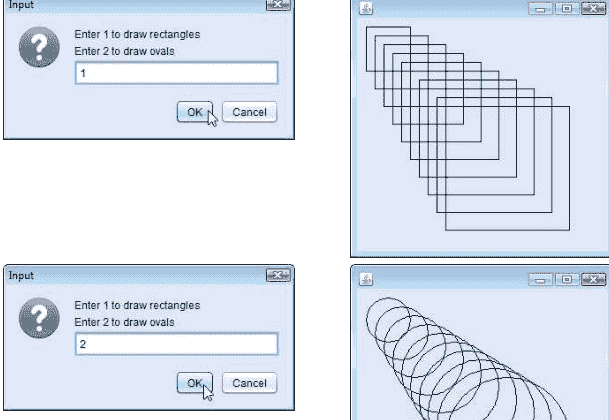 Input
Enter 1 to draw rectangles
Enter 2 to draw ovals
1
OK
Cancel
Input
Enter 1 to draw rectangles
Enter 2 to draw ovals
2
OK
Cancel